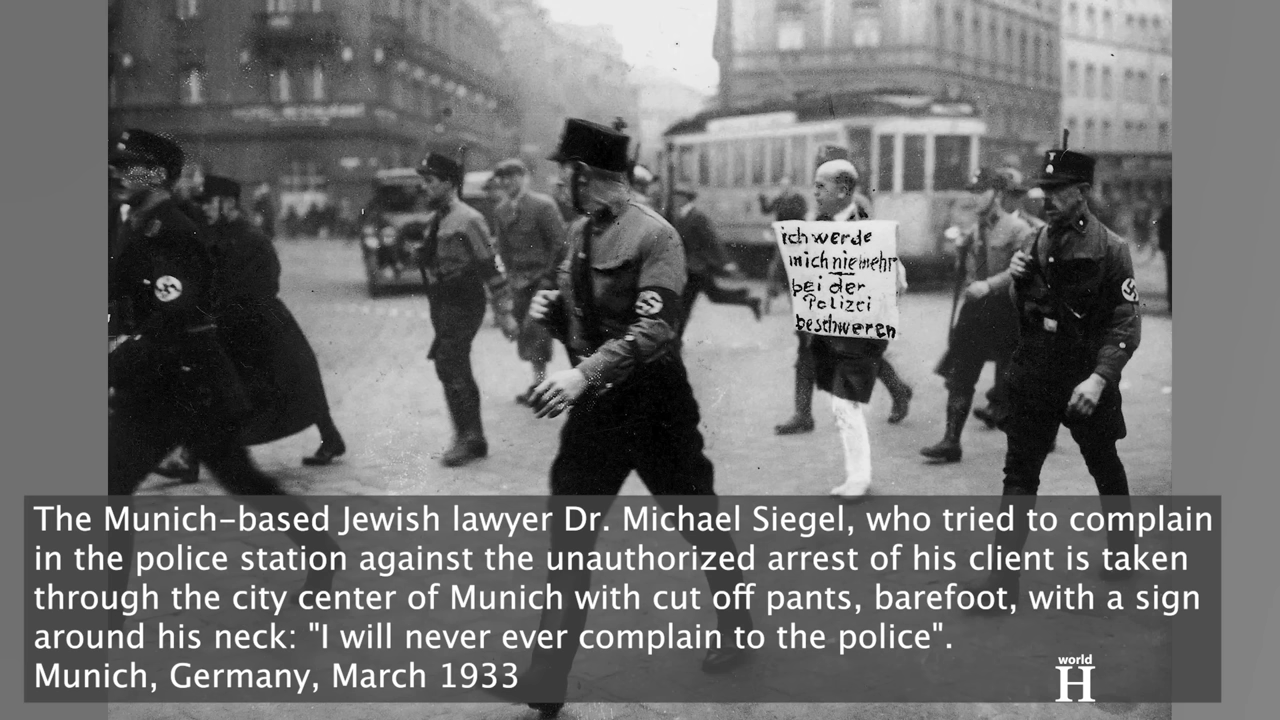 ich werde
mich nie mehr
bei der
Polizei
beschweren
The Munich-based Jewish lawyer Dr. Michael Siegel, who tried to complain
in the police station against the unauthorized arrest of his client is taken
through the city center of Munich with cut off pants, barefoot, with a sign
around his neck: "I will never ever complain to the police".
Munich, Germany, March 1933
world
H